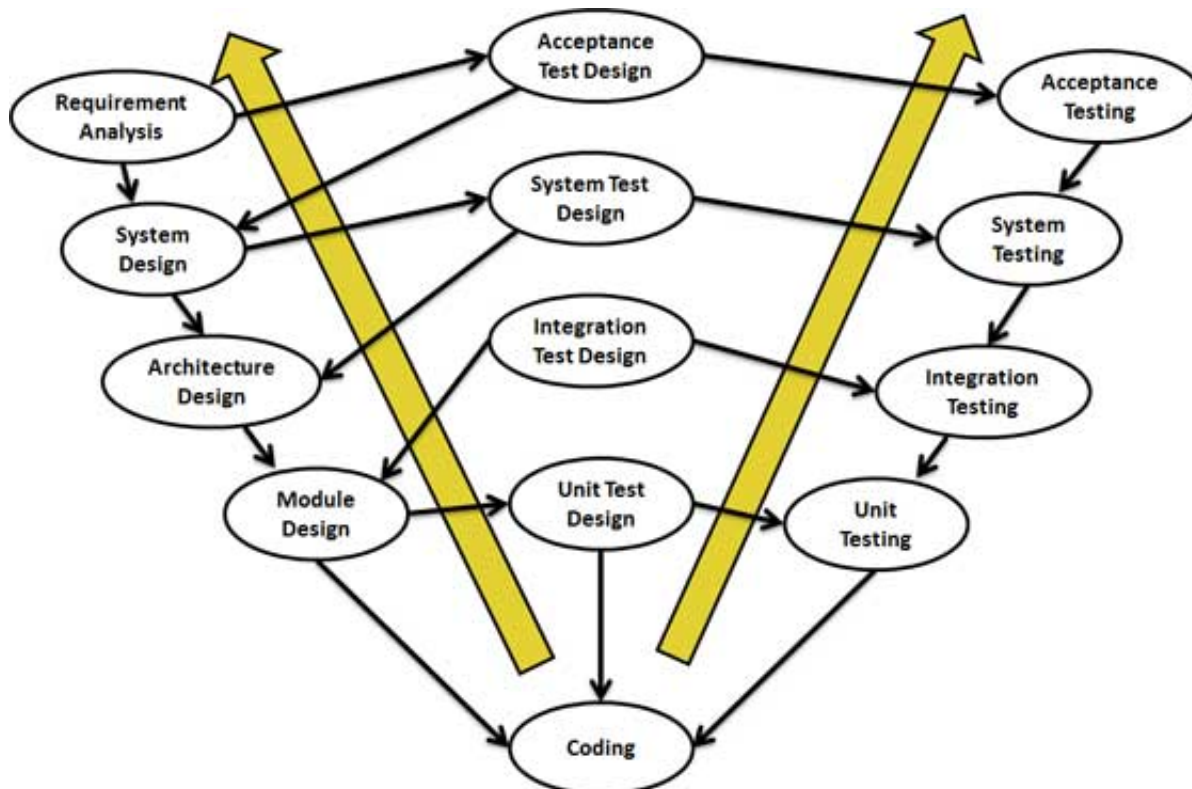 Acceptance
Test Design
Requirement
Analysis
Acceptance
Testing
System Test
Design
System
Design
System
Testing
Integration
Test Design
Architecture
Design
Integration
Testing
Module
Design
Unit Test
Design
Unit
Testing
Coding